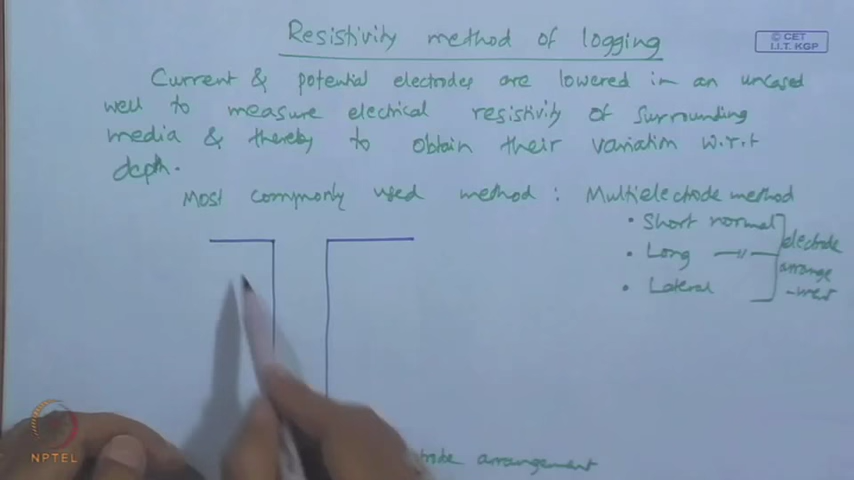 Resistivity method of logging
© CET
I.I.T. KGP
Current & potential electrodes are lowered in an uncased
well to measure electrical resistivity of surrounding
media & thereby to obtain their variation w.r.t
depth.
Most commonly used method : Multielectrode method
• Short normal
• Long —〃—
• Lateral
electrode
arrange
-ment
trode arrangement
NPTEL